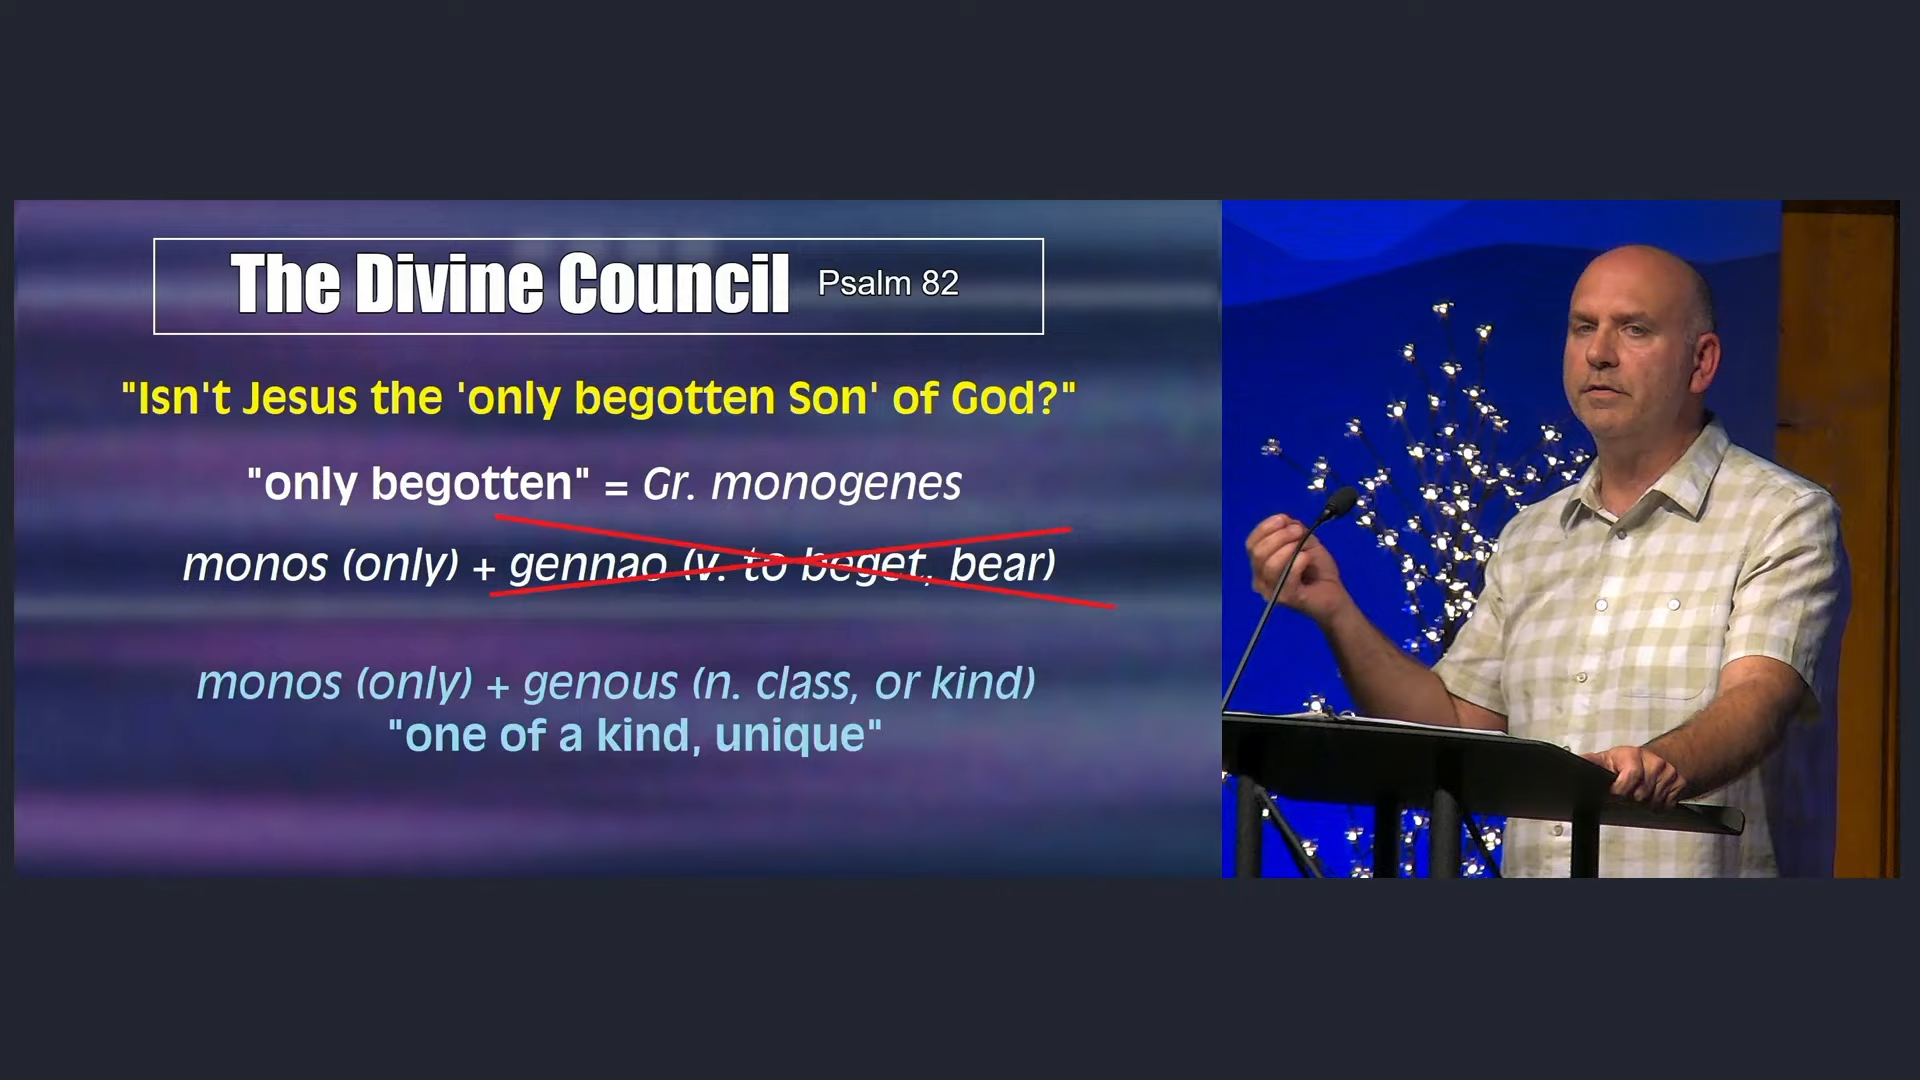 The Divine Council Psalm 82
"Isn't Jesus the 'only begotten Son' of God?"
"only begotten" = Gr. monogenes
monos (only) + gennao (v. to beget, bear)
monos (only) + genous (n. class, or kind)
"one of a kind, unique"